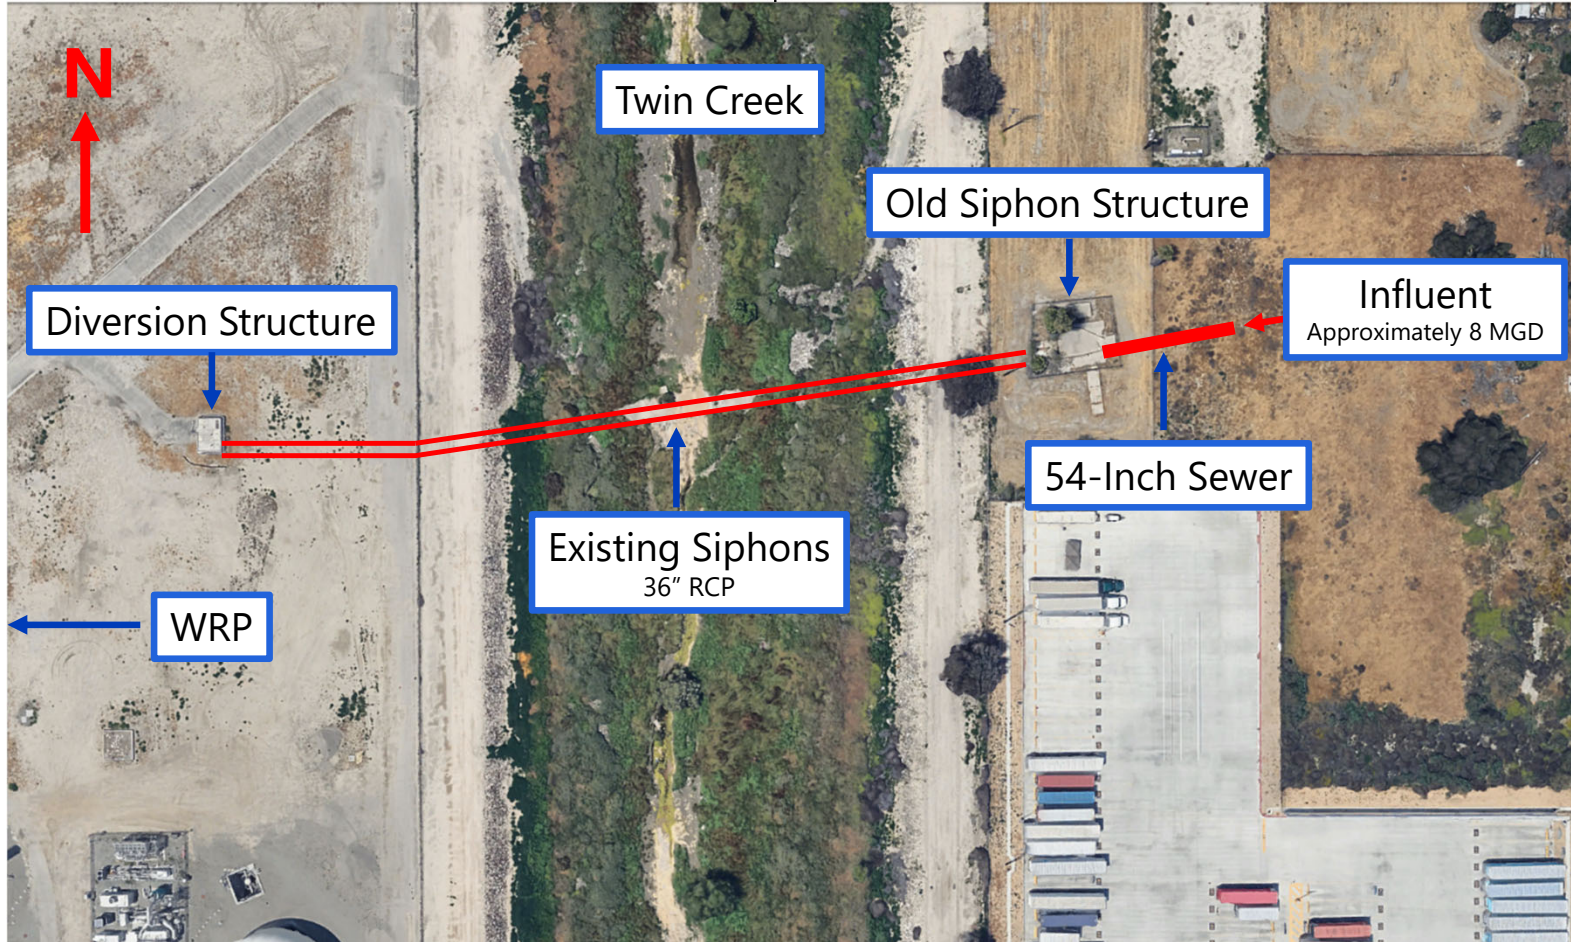 N
Twin Creek
Old Siphon Structure
Influent
Approximately 8 MGD
Diversion Structure
54-Inch Sewer
Existing Siphons
36” RCP
WRP